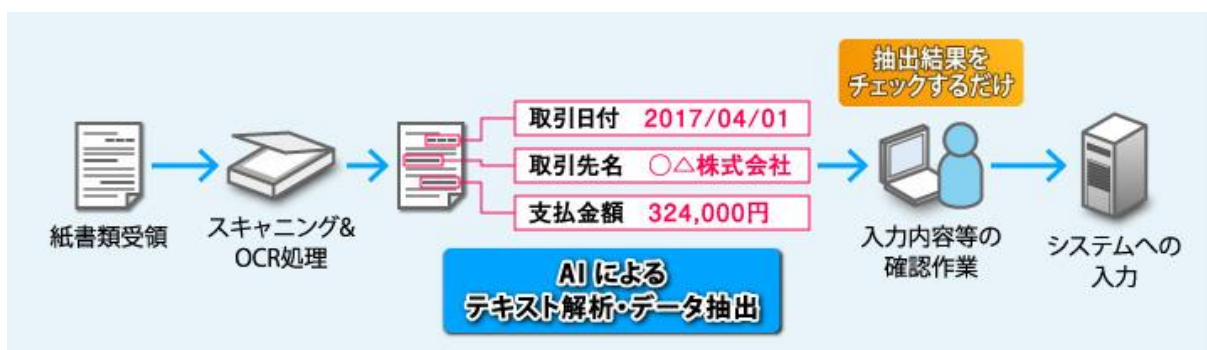 抽出結果を
チェックするだけ
取引日付 2017/04/01
取引先名 ○△株式会社
支払金額 324,000円
紙書類受領
スキャニング&
OCR処理
AIによる
テキスト解析・データ抽出
入力内容等の
確認作業
システムへの
入力